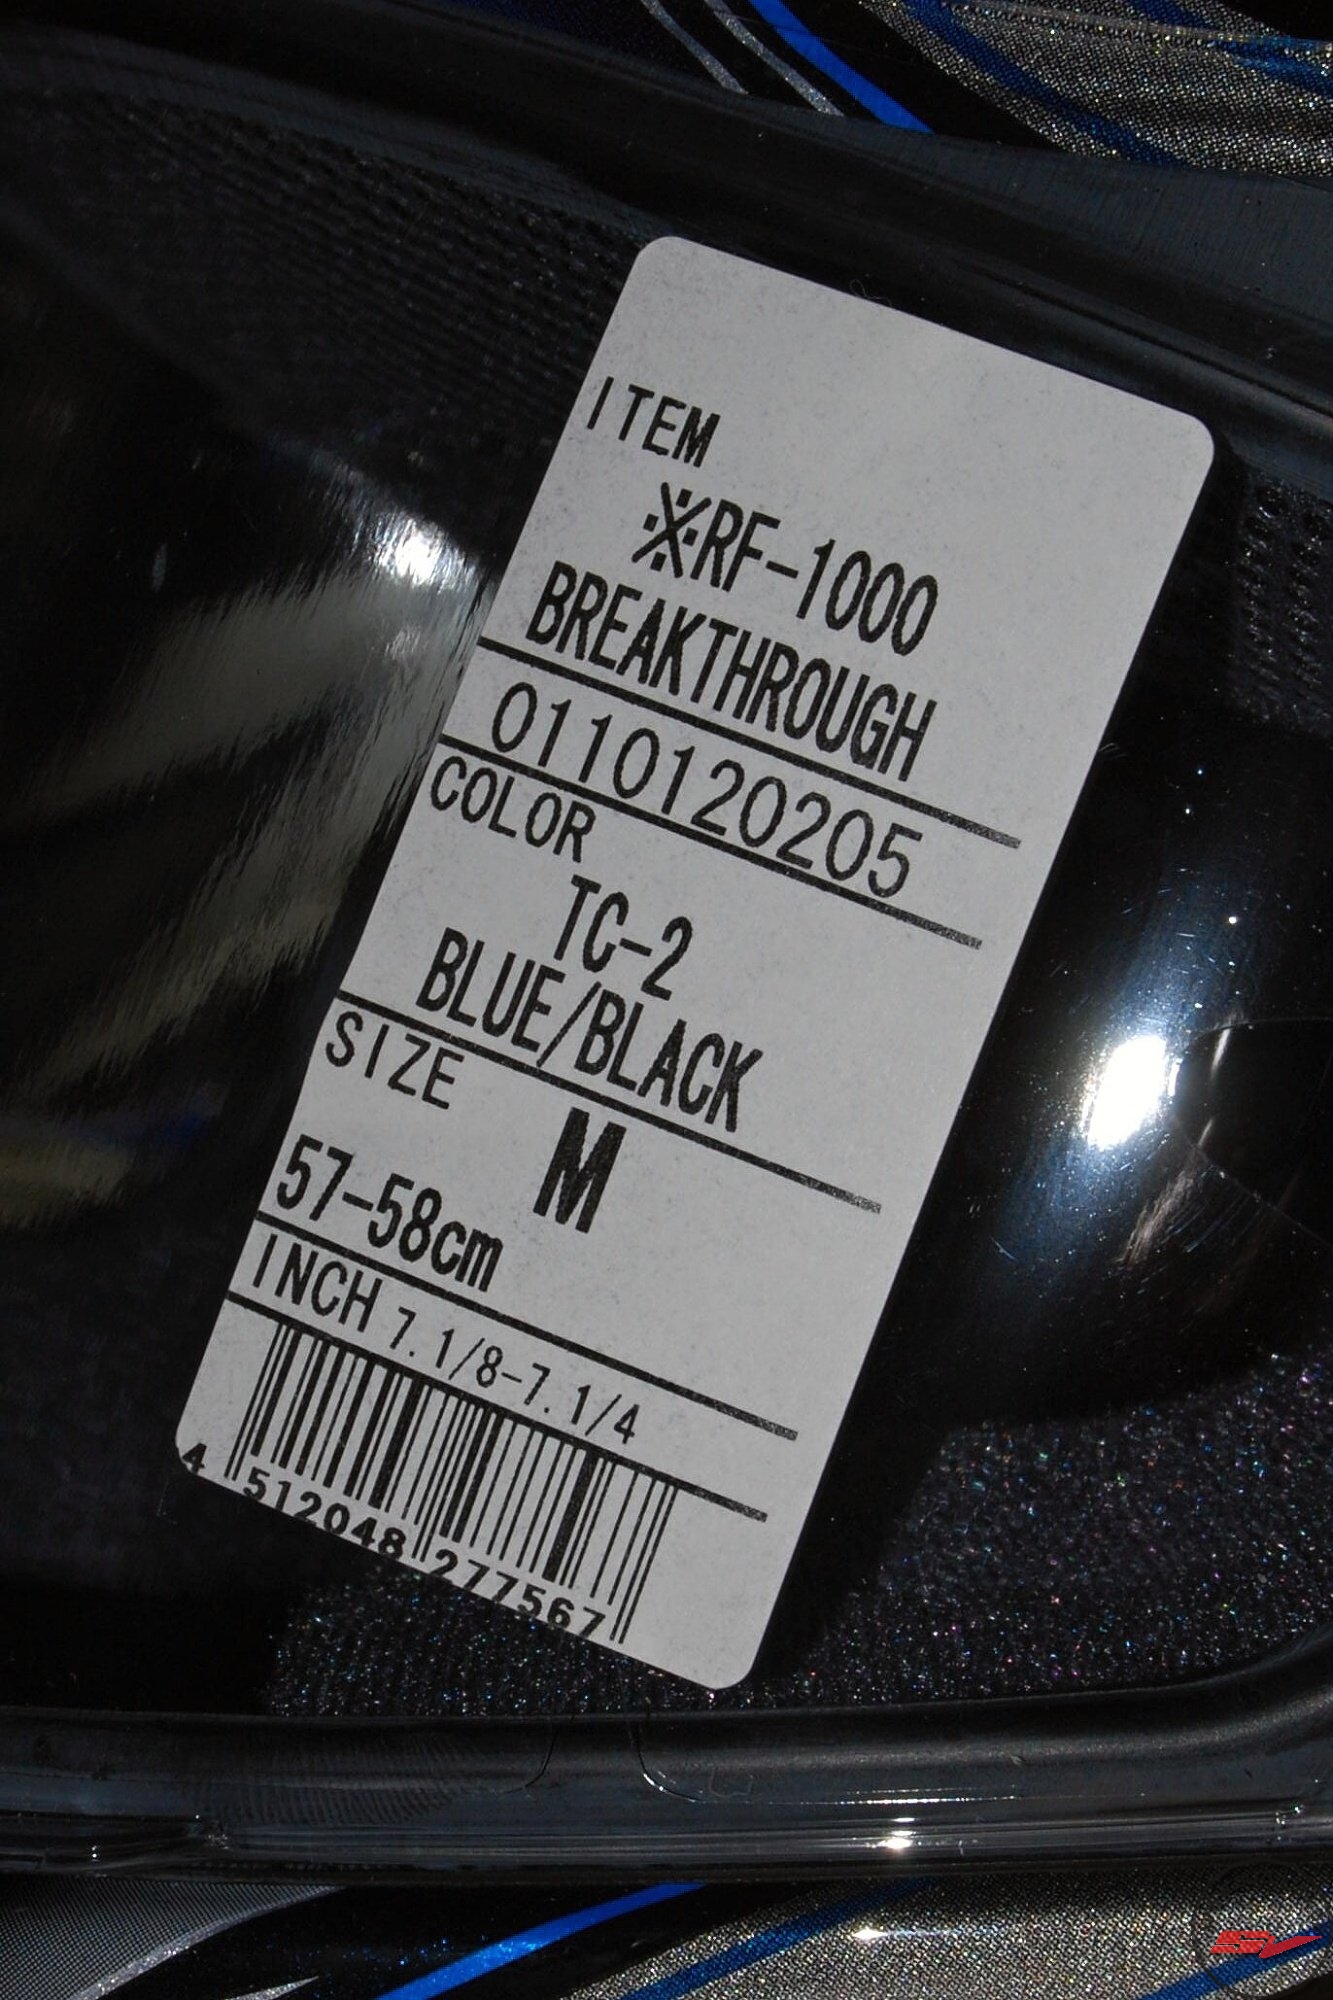 ITEM
※RF-1000
BREAKTHROUGH
0110120205
COLOR
TC-2
BLUE/BLACK
SIZE
M
57-58cm
INCH 7.1/8-7.1/4
4 512048 277567